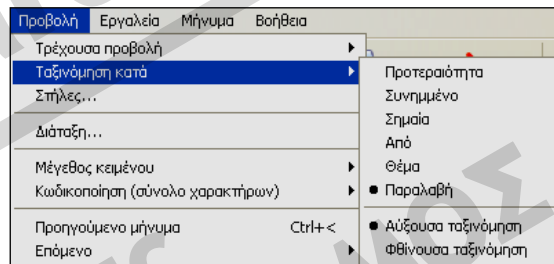 Προβολή Εργαλεία Μήνυμα Βοήθεια
Τρέχουσα προβολή
Ταξινόμηση κατά
Στήλες...
Διάταξη...
Μέγεθος κειμένου
Κωδικοποίηση (σύνολο χαρακτήρων)
Προηγούμενο μήνυμα Ctrl+<
Επόμενο
Προτεραιότητα
Συνημμένο
Σημαία
Από
Θέμα
Παραλαβή
Αύξουσα ταξινόμηση
Φθίνουσα ταξινόμηση